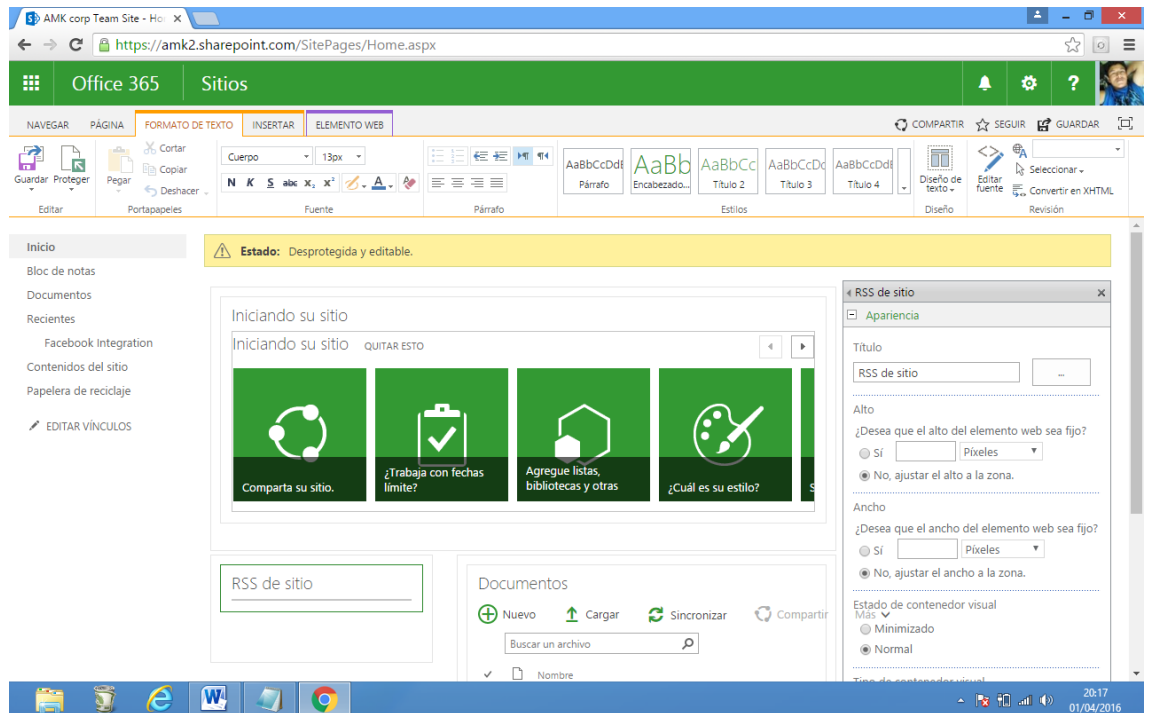 AMK corp Team Site - Ho
https://amk2.sharepoint.com/SitePages/Home.aspx
Office 365 Sitios ?
NAVEGAR PÁGINA FORMATO DE TEXTO INSERTAR ELEMENTO WEB COMPARTIR SEGUIR GUARDAR
Guardar Proteger Pegar Cortar Copiar Deshacer
Cuerpo 13px
N K S abc x₂ x² A
AaBbCcDdE AaBb AaBbCc AaBbCcDc AaBbCcDdE
Párrafo Encabezado... Título 2 Título 3 Título 4
Diseño de texto Editar fuente Seleccionar Convertir en XHTML
Editar Portapapeles Fuente Párrafo Estilos Diseño Revisión
Inicio
Bloc de notas
Documentos
Recientes
Facebook Integration
Contenidos del sitio
Papelera de reciclaje
EDITAR VÍNCULOS
Estado: Desprotegida y editable.
Iniciando su sitio
Iniciando su sitio QUITAR ESTO
Comparta su sitio.
¿Trabaja con fechas
límite?
Agregue listas,
bibliotecas y otras
¿Cuál es su estilo?
S
RSS de sitio
Documentos
Nuevo Cargar Sincronizar Compartir Más
Buscar un archivo
Nombre
RSS de sitio
Apariencia
Título
RSS de sitio ...
Alto
¿Desea que el alto del elemento web sea fijo?
Sí Píxeles
No, ajustar el alto a la zona.
Ancho
¿Desea que el ancho del elemento web sea fijo?
Sí Píxeles
No, ajustar el ancho a la zona.
Estado de contenedor visual
Minimizado
Normal
Tipo de contenedor visual
20:17
01/04/2016